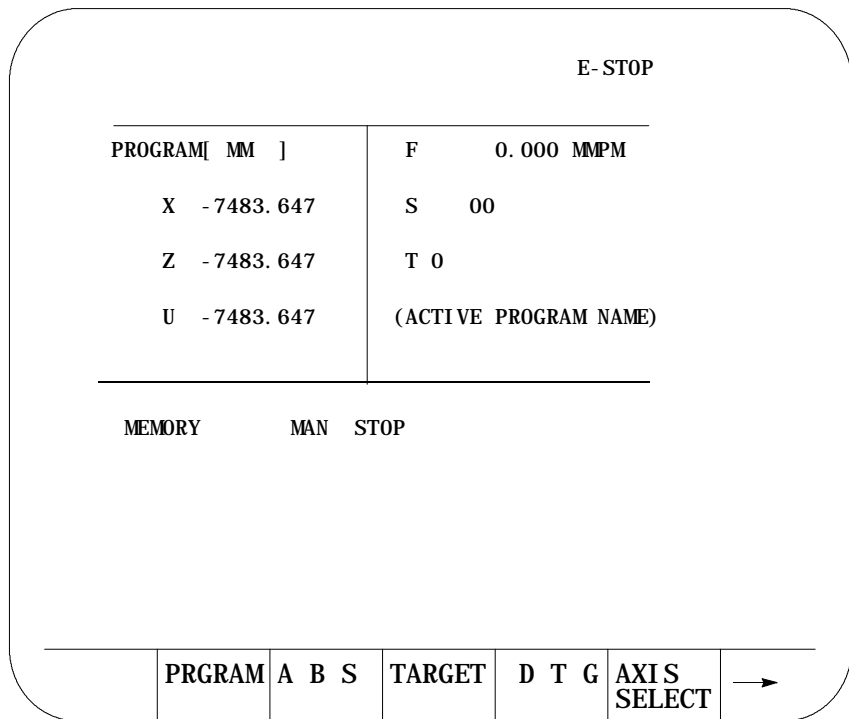 E-STOP
PROGRAM[ MM ] F 0.000 MMPM
X -7483.647 S 00
Z -7483.647 T 0
U -7483.647 (ACTIVE PROGRAM NAME)
MEMORY MAN STOP
PRGRAM A B S TARGET D T G AXIS
SELECT